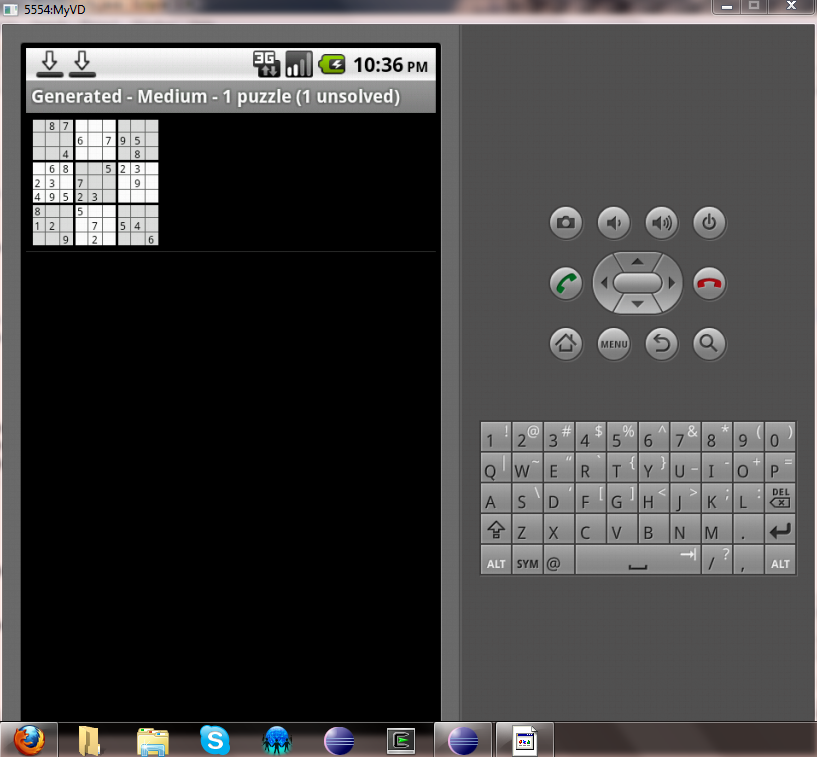 5554:MyVD
3G 10:36 PM
Generated - Medium - 1 puzzle (1 unsolved)
8 7
6 7 9 5
4 8
6 8 5 2 3
2 3 7 9
4 9 5 2 3
8 5
1 2 7 5 4
9 2 6
MENU
1 ! 2 @ 3 # 4 $ 5 % 6 ^ 7 & 8 * 9 ( 0 )
Q | W ~ E “ R ` T { Y } U _ I - O + P =
A S \ D ‘ F [ G ] H < J > K ; L : DEL
Z X C V B N M .
ALT SYM @ / ? , ALT
S